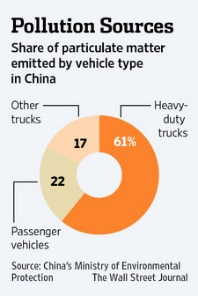 Pollution Sources
Share of particulate matter
emitted by vehicle type
in China
Other
trucks
Heavy-
duty
trucks
61%
17
22
Passenger
vehicles
Source: China's Ministry of Environmental
Protection The Wall Street Journal